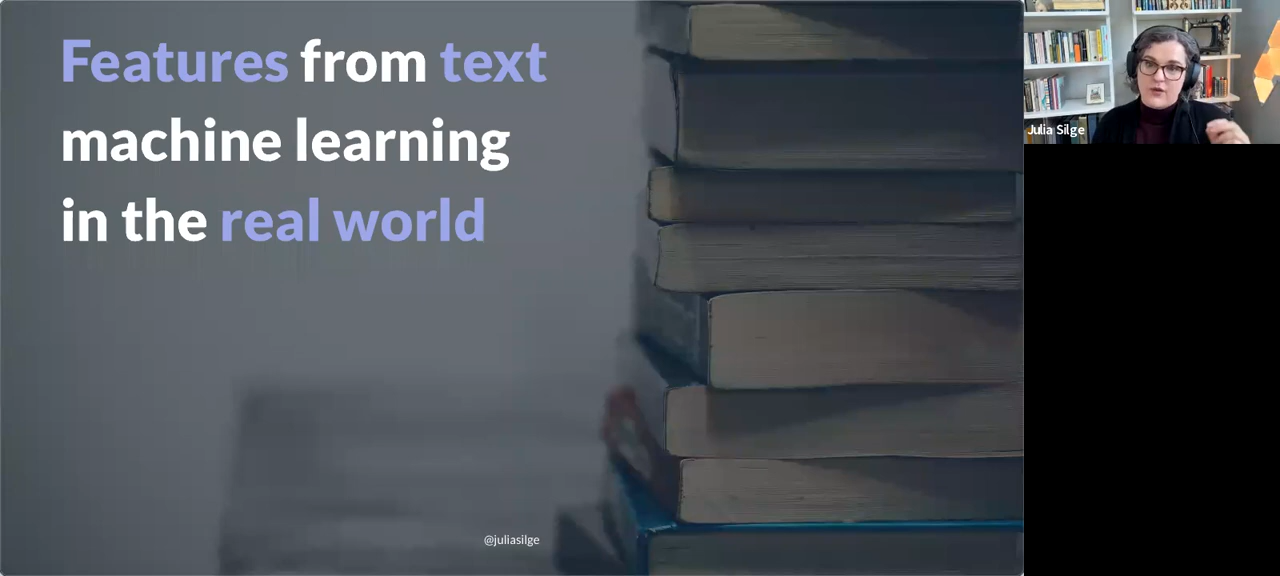 Features from text
machine learning
in the real world
@juliasilge
Julia Silge